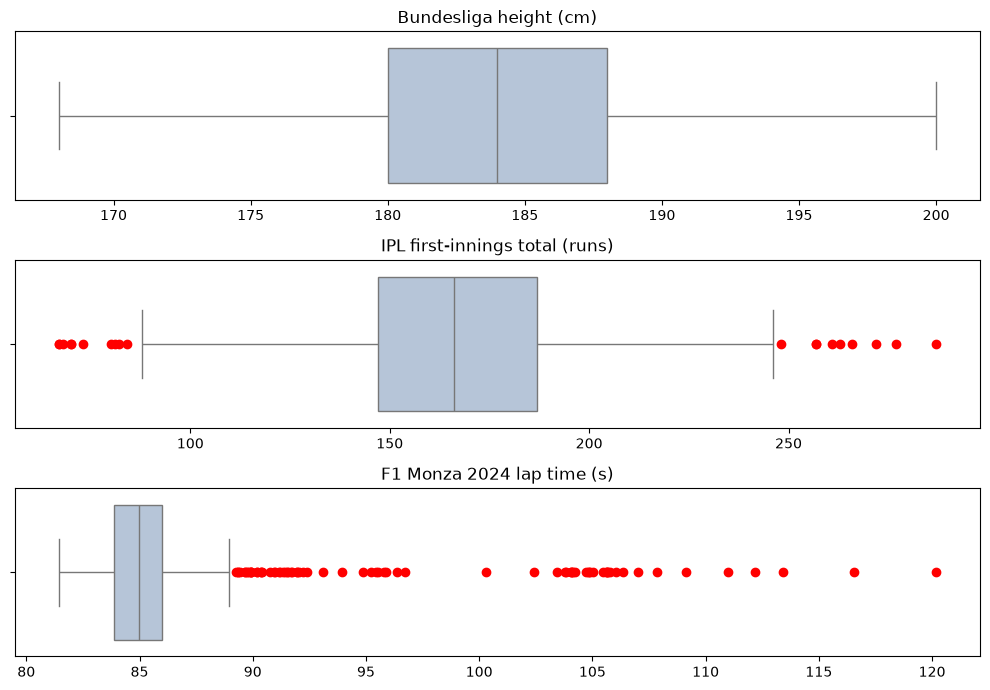 Bundesliga height (cm)
170 175 180 185 190 195 200
IPL first-innings total (runs)
100 150 200 250
F1 Monza 2024 lap time (s)
80 85 90 95 100 105 110 115 120